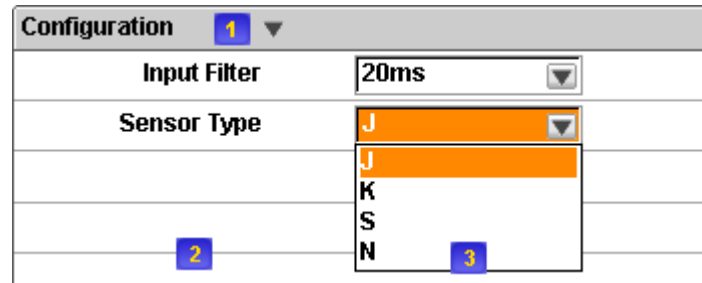 Configuration 1
Input Filter 20ms
Sensor Type J
J
K
S
N
2 3